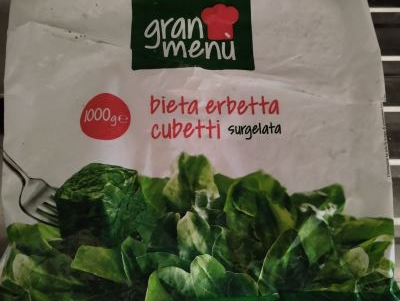 gran
menu
1000g℮
bieta erbetta
cubetti surgelata